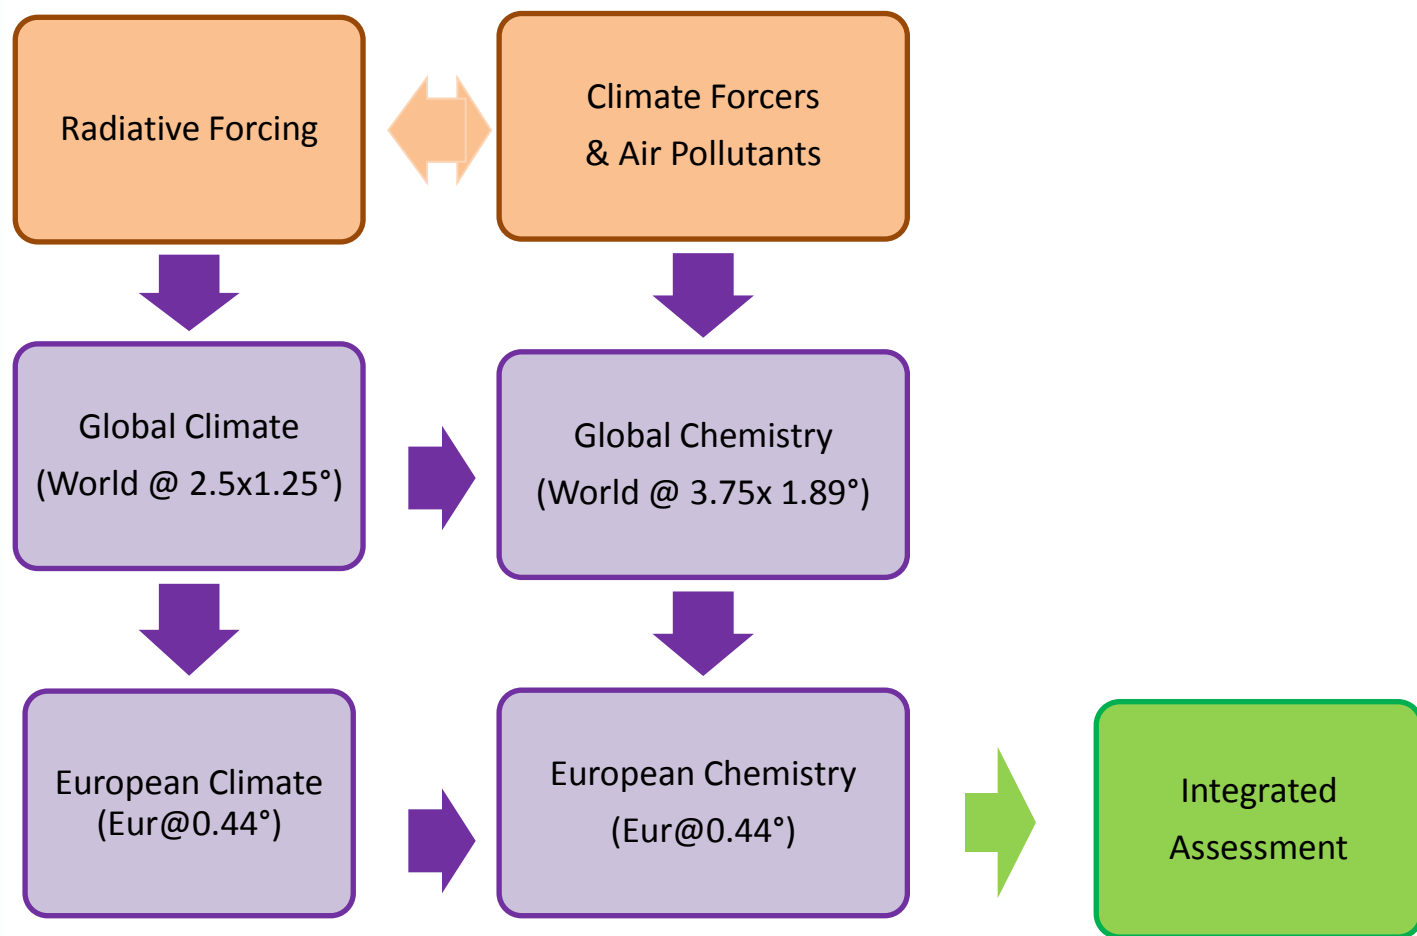 Radiative Forcing
Climate Forcers
& Air Pollutants
Global Climate
(World @ 2.5x1.25°)
Global Chemistry
(World @ 3.75x 1.89°)
European Climate
(Eur@0.44°)
European Chemistry
(Eur@0.44°)
Integrated
Assessment